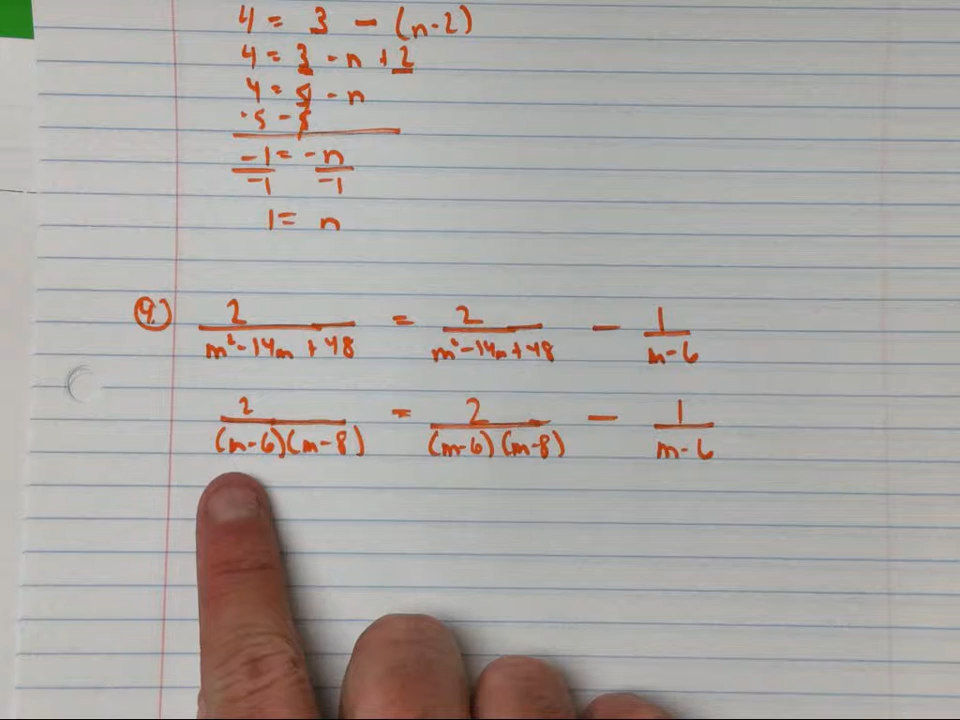 4 = 3 - (n-2)
4 = 3 - n + 2
4 = 5 - n
-5 - 5
-1 = -n
-1 -1
1 = n
9.) 2 = 2 - 1
m²-14m+48 m²-14m+48 m-6
2 = 2 - 1
(m-6)(m-8) (m-6)(m-8) m-6